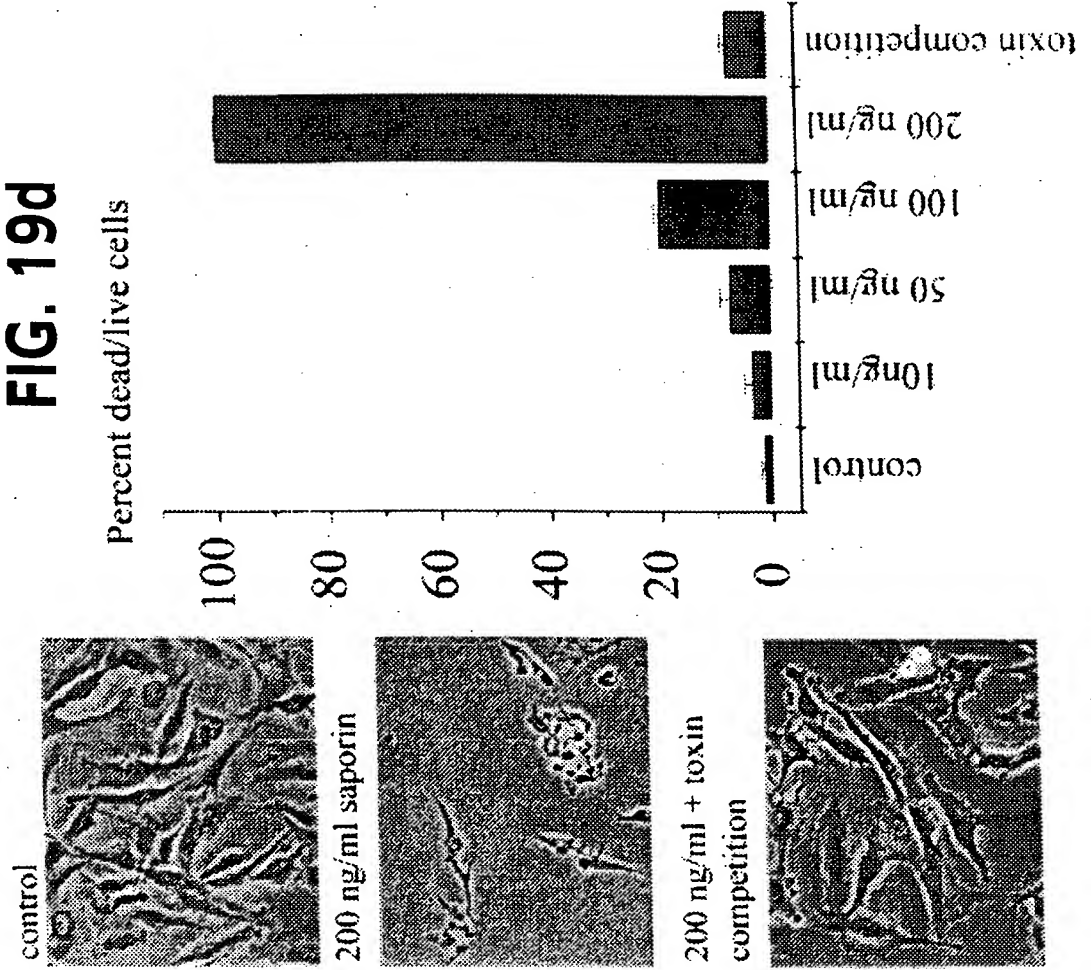 FIG. 19d
control
200 ng/ml saporin
200 ng/ml + toxin
competition
Percent dead/live cells
100
80
60
40
20
0
control
10ng/ml
50 ng/ml
100 ng/ml
200 ng/ml
toxin competition